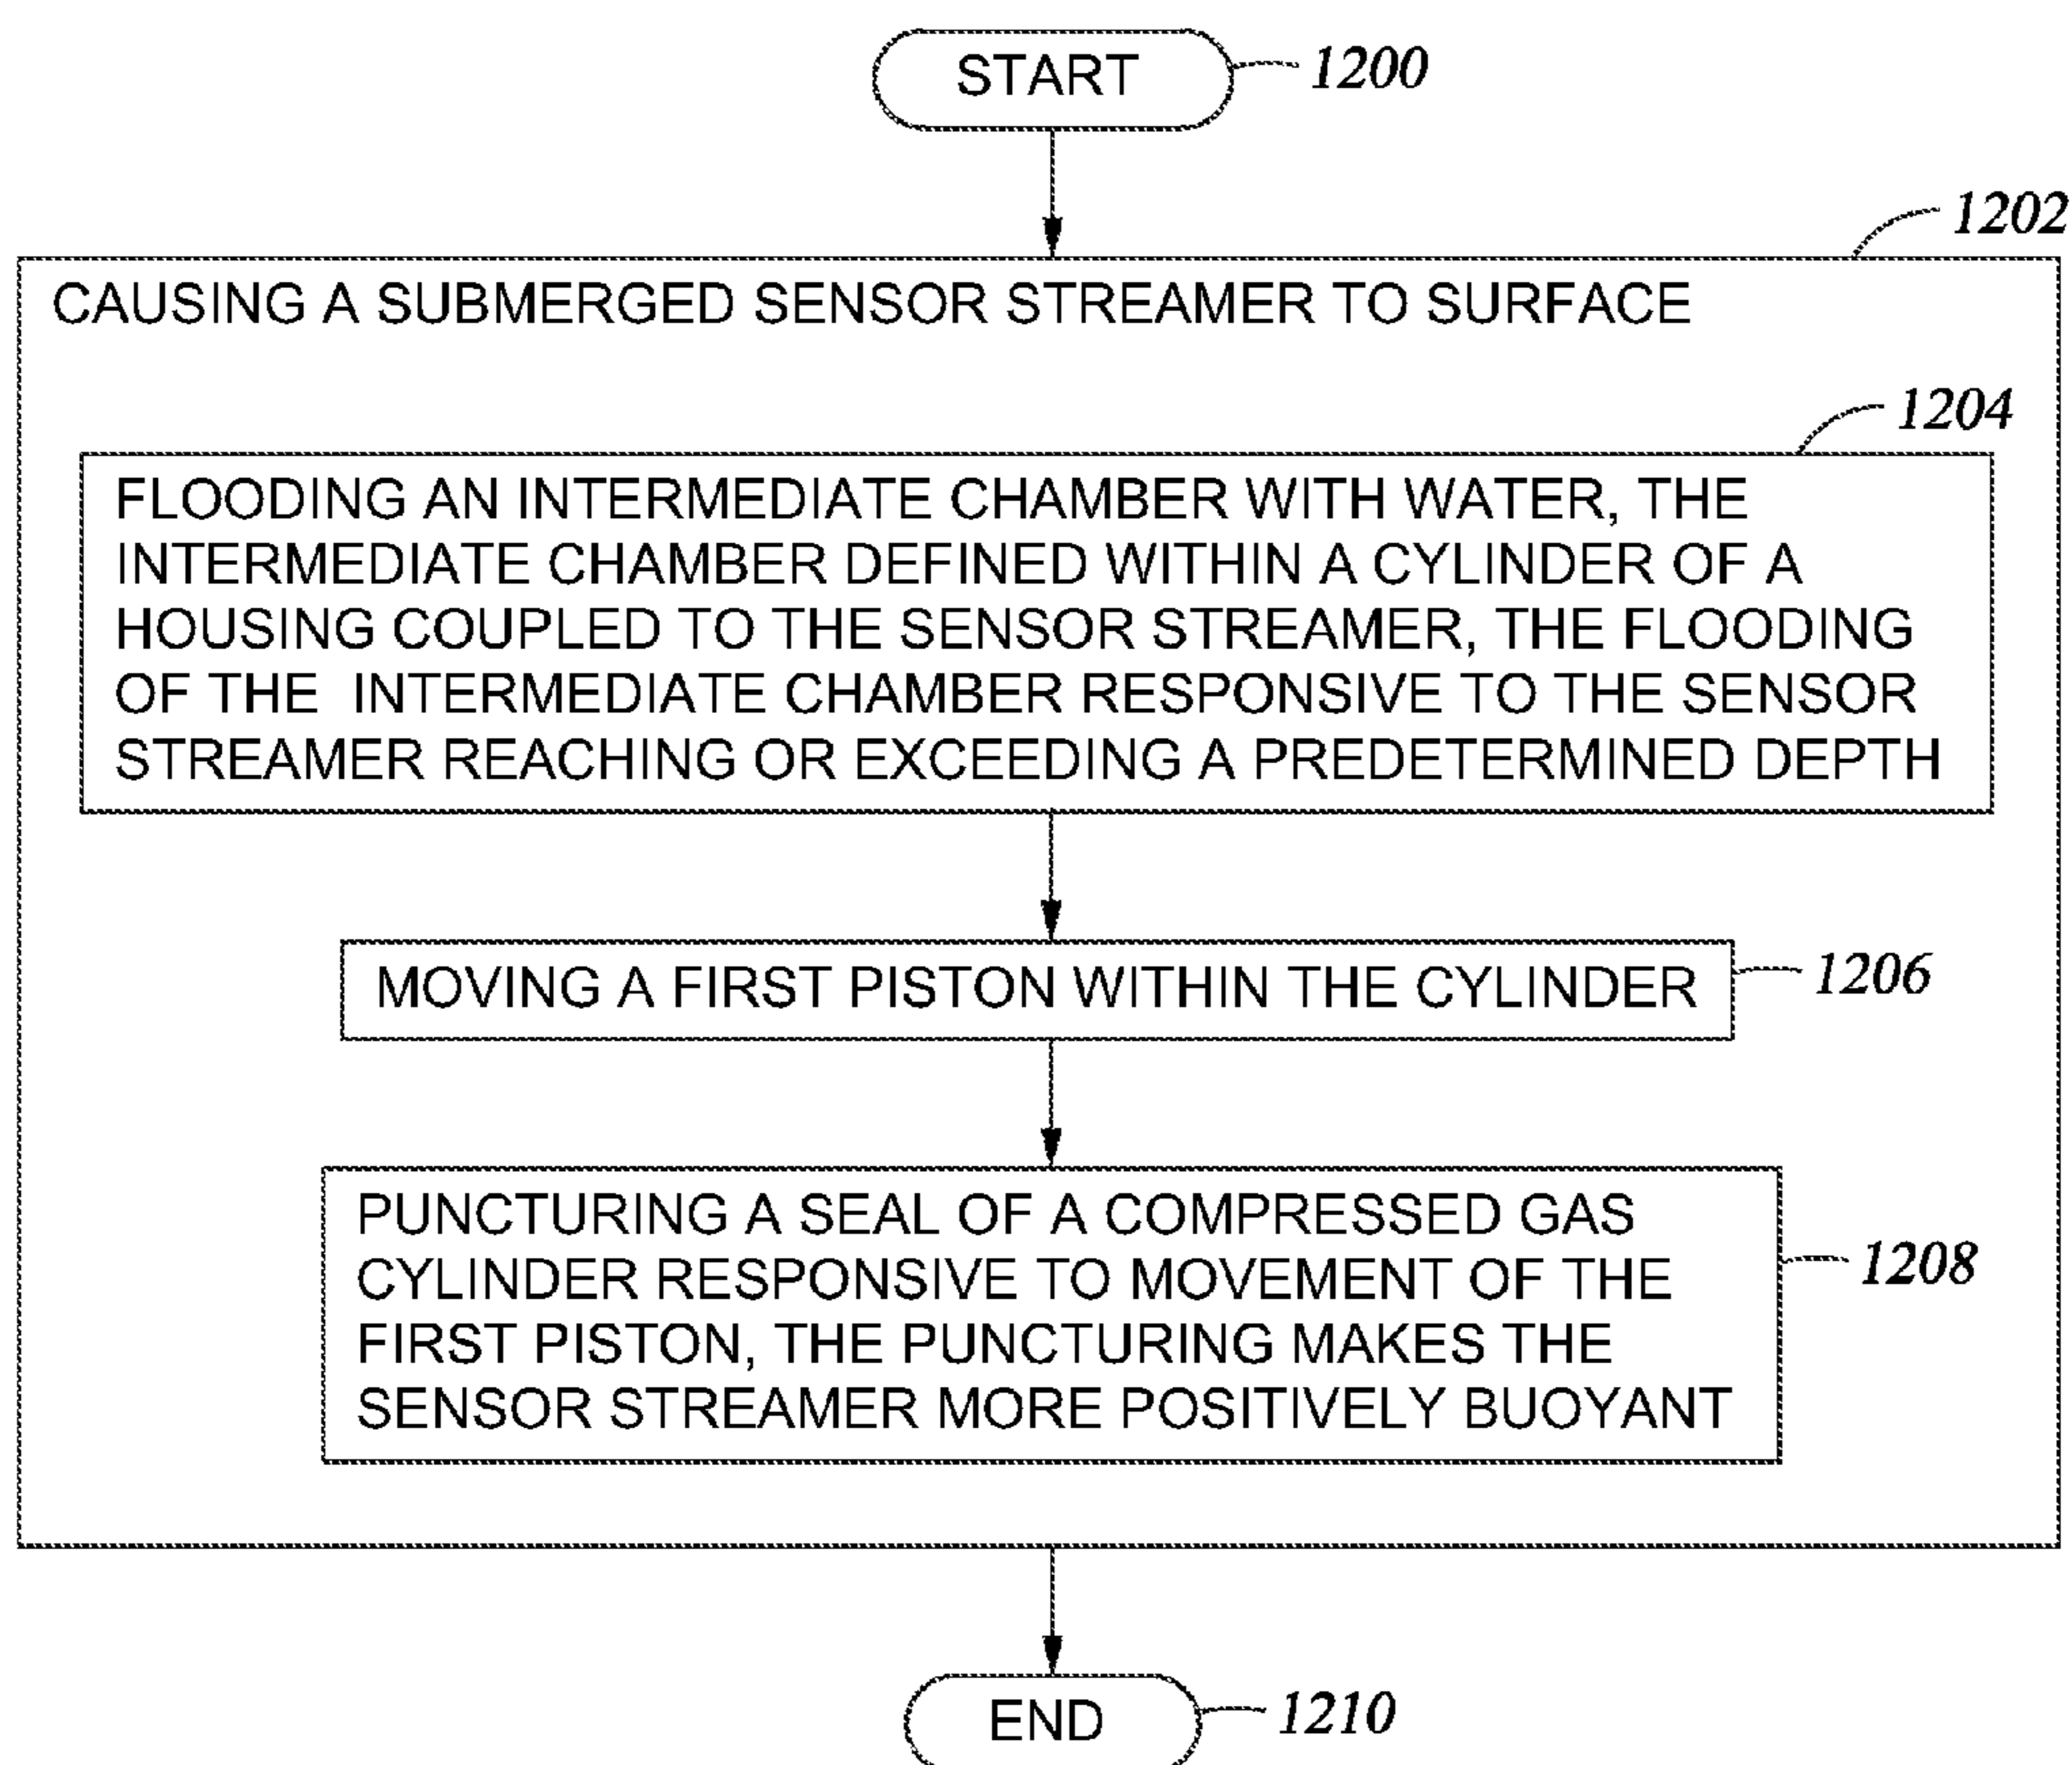 START
1200
1202
CAUSING A SUBMERGED SENSOR STREAMER TO SURFACE
1204
FLOODING AN INTERMEDIATE CHAMBER WITH WATER, THE
INTERMEDIATE CHAMBER DEFINED WITHIN A CYLINDER OF A
HOUSING COUPLED TO THE SENSOR STREAMER, THE FLOODING
OF THE INTERMEDIATE CHAMBER RESPONSIVE TO THE SENSOR
STREAMER REACHING OR EXCEEDING A PREDETERMINED DEPTH
MOVING A FIRST PISTON WITHIN THE CYLINDER
1206
PUNCTURING A SEAL OF A COMPRESSED GAS
CYLINDER RESPONSIVE TO MOVEMENT OF THE
FIRST PISTON, THE PUNCTURING MAKES THE
SENSOR STREAMER MORE POSITIVELY BUOYANT
1208
END
1210